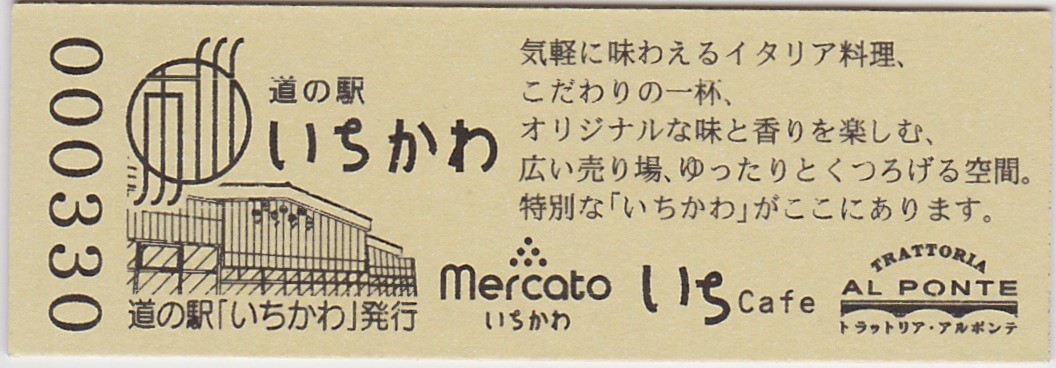 000330
道の駅
いちかわ
気軽に味わえるイタリア料理、
こだわりの一杯、
オリジナルな味と香りを楽しむ、
広い売り場、ゆったりとくつろげる空間。
特別な「いちかわ」がここにあります。
道の駅「いちかわ」発行
mercato
いちかわ
いち Cafe
TRATTORIA
AL PONTE
トラットリア・アルポンテ